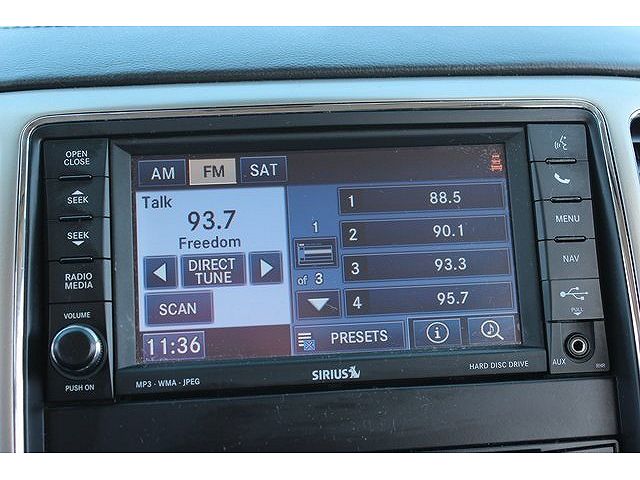 OPEN
CLOSE
SEEK
SEEK
RADIO
MEDIA
VOLUME
PUSH ON
AM FM SAT
Talk
93.7
Freedom
DIRECT
TUNE
SCAN
11:36
1
of 3
1 88.5
2 90.1
3 93.3
4 95.7
PRESETS
i
MENU
NAV
PULL
AUX
RHR
MP3 - WMA - JPEG
SIRIUS
HARD DISC DRIVE